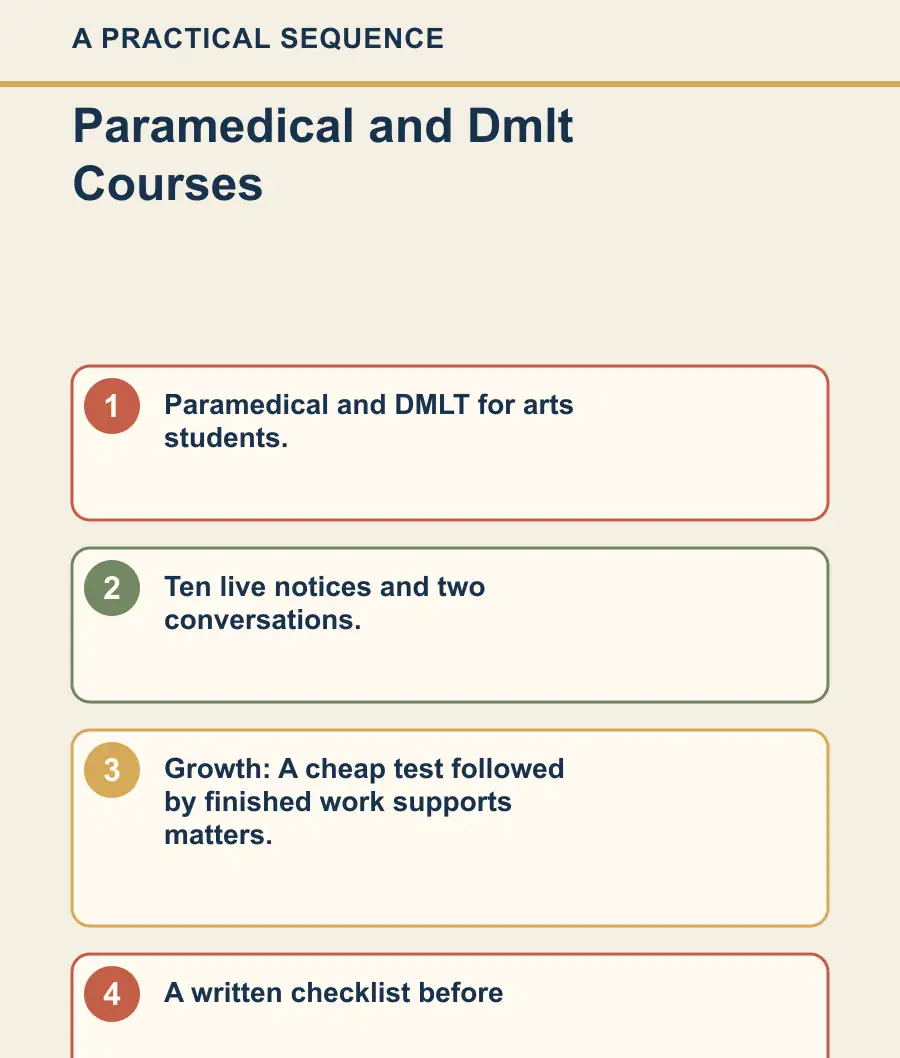 A PRACTICAL SEQUENCE
Paramedical and Dmlt
Courses
1
Paramedical and DMLT for arts
students.
2
Ten live notices and two
conversations.
3
Growth: A cheap test followed
by finished work supports
matters.
4
A written checklist before